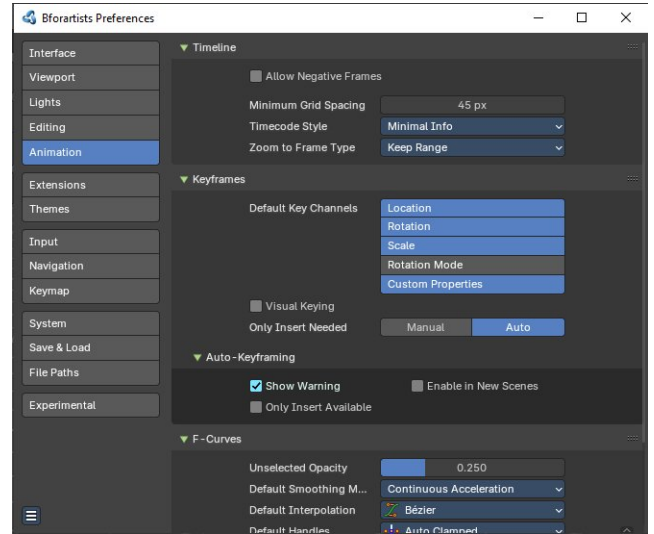 Bforartists Preferences
Interface
Viewport
Lights
Editing
Animation
Extensions
Themes
Input
Navigation
Keymap
System
Save & Load
File Paths
Experimental
Timeline
Allow Negative Frames
Minimum Grid Spacing 45 px
Timecode Style Minimal Info
Zoom to Frame Type Keep Range
Keyframes
Default Key Channels Location
Rotation
Scale
Rotation Mode
Custom Properties
Visual Keying
Only Insert Needed Manual Auto
Auto-Keyframing
Show Warning Enable in New Scenes
Only Insert Available
F-Curves
Unselected Opacity 0.250
Default Smoothing M... Continuous Acceleration
Default Interpolation Bézier
Default Handles Auto Clamped